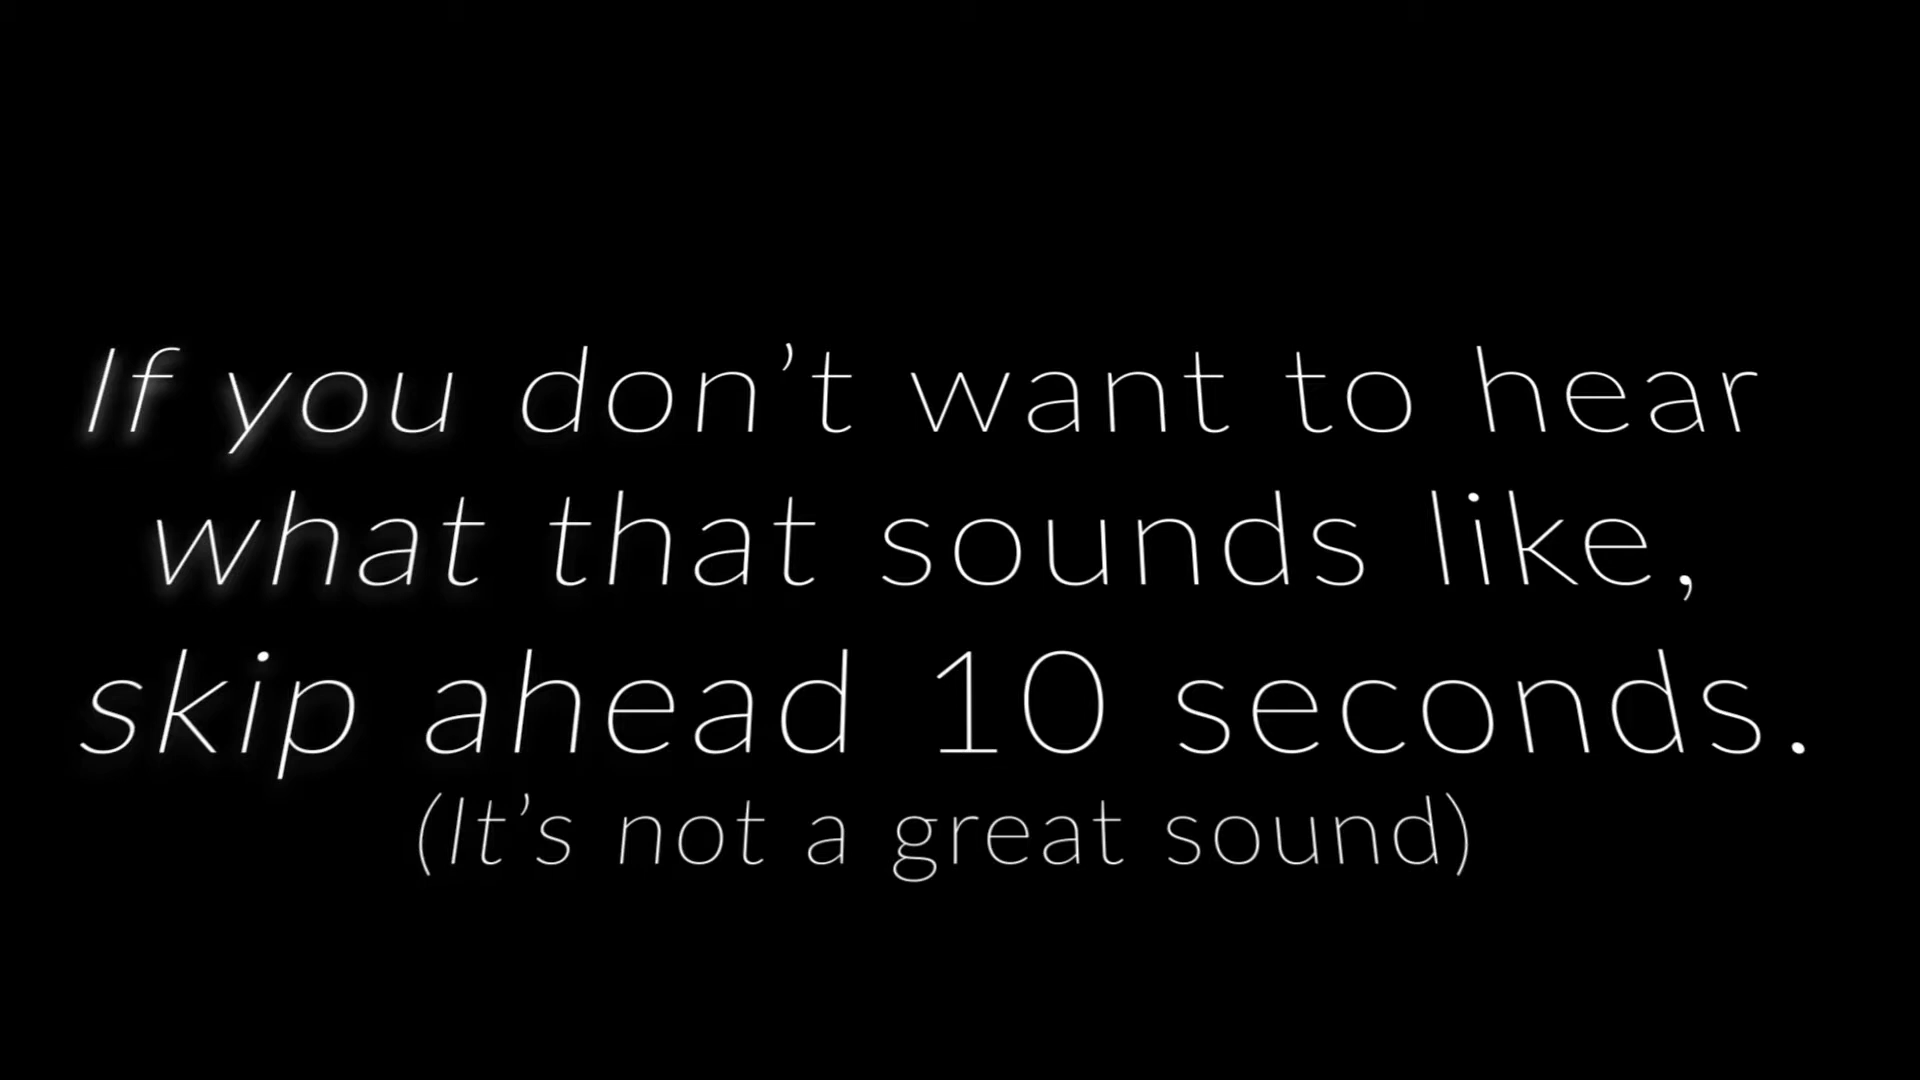 If you don’t want to hear
what that sounds like,
skip ahead 10 seconds.
(It’s not a great sound)